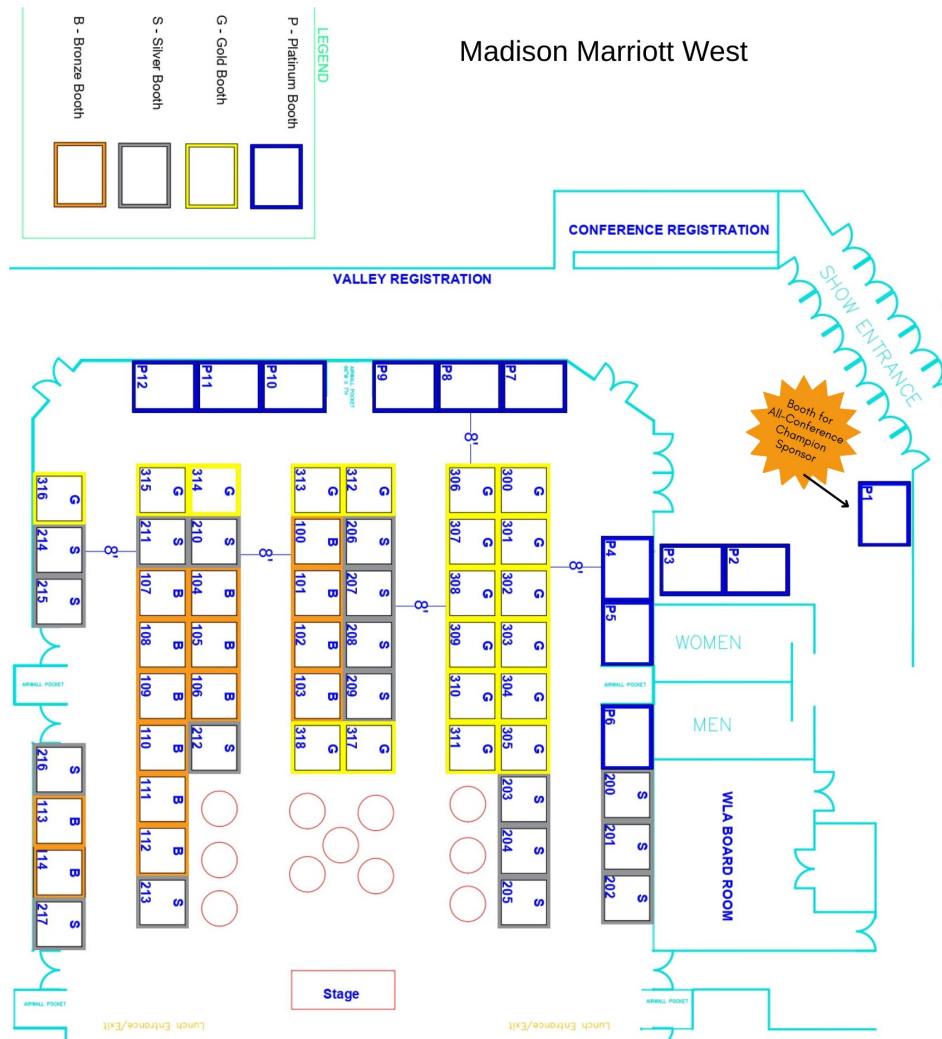 Madison Marriott West
LEGEND
P - Platinum Booth
G - Gold Booth
S - Silver Booth
B - Bronze Booth
CONFERENCE REGISTRATION
VALLEY REGISTRATION
SHOW ENTRANCE
Booth for
All-Conference
Champion
Sponsor
P12
P11
P10
AIRWALL POCKET
P9
P8
P7
8'
P1
316 G
315 G
314 G
313 G
312 G
306 G
300 G
214 S
8'
211 S
210 S
8'
100 B
206 S
307 G
301 G
8'
P4
P3
P2
215 S
107 B
104 B
101 B
207 S
8'
308 G
302 G
P5
108 B
105 B
102 B
208 S
309 G
303 G
WOMEN
AIRWALL POCKET
109 B
106 B
103 B
209 S
310 G
304 G
AIRWALL POCKET
MEN
216 S
110 B
212 S
318 G
317 G
311 G
305 G
P6
113 B
111 B
203 S
200 S
114 B
112 B
204 S
201 S
217 S
213 S
205 S
202 S
WLA BOARD ROOM
Stage
AIRWALL POCKET
AIRWALL POCKET
Lunch Entrance/Exit
Lunch Entrance/Exit